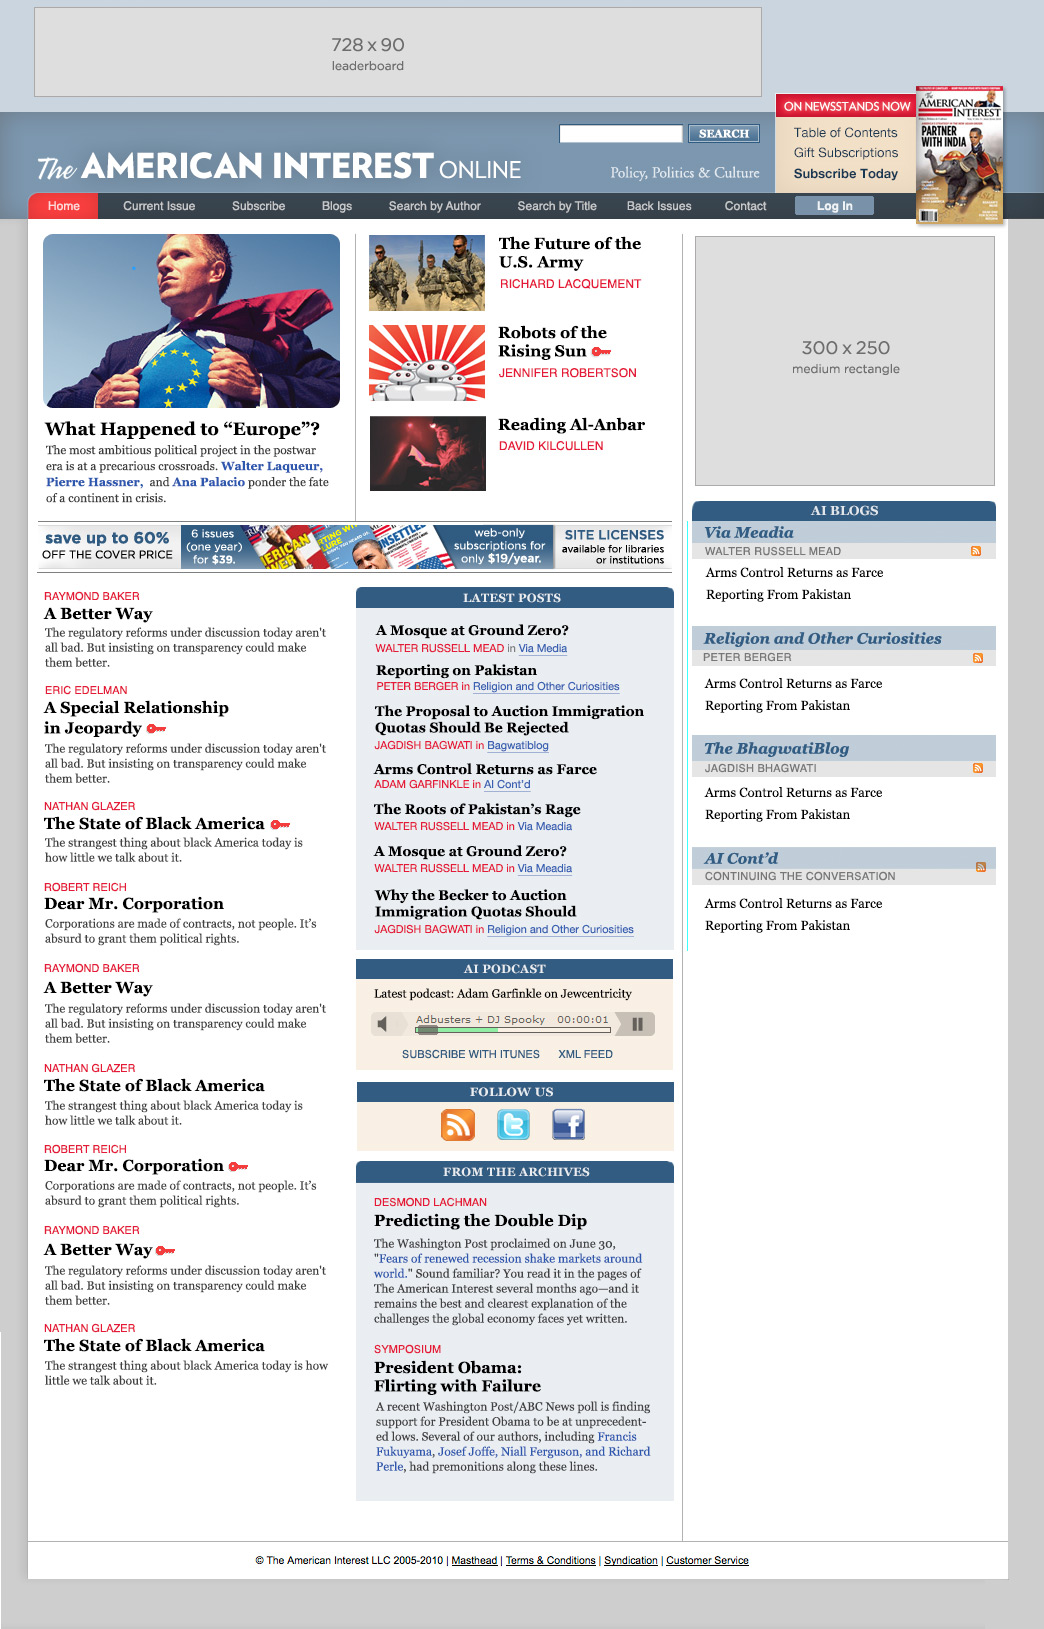 728 x 90
leaderboard
ON NEWSSTANDS NOW
Table of Contents
Gift Subscriptions
Subscribe Today
The AMERICAN INTEREST
PARTNER
WITH INDIA
SEARCH
The AMERICAN INTEREST ONLINE
Policy, Politics & Culture
Home Current Issue Subscribe Blogs Search by Author Search by Title Back Issues Contact Log In
What Happened to “Europe”?
The most ambitious political project in the postwar
era is at a precarious crossroads. Walter Laqueur,
Pierre Hassner, and Ana Palacio ponder the fate
of a continent in crisis.
The Future of the
U.S. Army
RICHARD LACQUEMENT
Robots of the
Rising Sun
JENNIFER ROBERTSON
Reading Al-Anbar
DAVID KILCULLEN
300 x 250
medium rectangle
save up to 60%
OFF THE COVER PRICE
6 issues
(one year)
for $39.
web-only
subscriptions for
only $19/year.
SITE LICENSES
available for libraries
or institutions
RAYMOND BAKER
A Better Way
The regulatory reforms under discussion today aren't
all bad. But insisting on transparency could make
them better.
ERIC EDELMAN
A Special Relationship
in Jeopardy
The regulatory reforms under discussion today aren't
all bad. But insisting on transparency could make
them better.
NATHAN GLAZER
The State of Black America
The strangest thing about black America today is
how little we talk about it.
ROBERT REICH
Dear Mr. Corporation
Corporations are made of contracts, not people. It’s
absurd to grant them political rights.
RAYMOND BAKER
A Better Way
The regulatory reforms under discussion today aren't
all bad. But insisting on transparency could make
them better.
NATHAN GLAZER
The State of Black America
The strangest thing about black America today is
how little we talk about it.
ROBERT REICH
Dear Mr. Corporation
Corporations are made of contracts, not people. It’s
absurd to grant them political rights.
RAYMOND BAKER
A Better Way
The regulatory reforms under discussion today aren't
all bad. But insisting on transparency could make
them better.
NATHAN GLAZER
The State of Black America
The strangest thing about black America today is how
little we talk about it.
LATEST POSTS
A Mosque at Ground Zero?
WALTER RUSSELL MEAD in Via Media
Reporting on Pakistan
PETER BERGER in Religion and Other Curiosities
The Proposal to Auction Immigration
Quotas Should Be Rejected
JAGDISH BAGWATI in Bagwatiblog
Arms Control Returns as Farce
ADAM GARFINKLE in AI Cont'd
The Roots of Pakistan’s Rage
WALTER RUSSELL MEAD in Via Meadia
A Mosque at Ground Zero?
WALTER RUSSELL MEAD in Via Meadia
Why the Becker to Auction
Immigration Quotas Should
JAGDISH BAGWATI in Religion and Other Curiosities
AI PODCAST
Latest podcast: Adam Garfinkle on Jewcentricity
Adbusters + DJ Spooky 00:00:01
SUBSCRIBE WITH ITUNES XML FEED
FOLLOW US
FROM THE ARCHIVES
DESMOND LACHMAN
Predicting the Double Dip
The Washington Post proclaimed on June 30,
"Fears of renewed recession shake markets around
world." Sound familiar? You read it in the pages of
The American Interest several months ago—and it
remains the best and clearest explanation of the
challenges the global economy faces yet written.
SYMPOSIUM
President Obama:
Flirting with Failure
A recent Washington Post/ABC News poll is finding
support for President Obama to be at unprecedent-
ed lows. Several of our authors, including Francis
Fukuyama, Josef Joffe, Niall Ferguson, and Richard
Perle, had premonitions along these lines.
AI BLOGS
Via Meadia
WALTER RUSSELL MEAD
Arms Control Returns as Farce
Reporting From Pakistan
Religion and Other Curiosities
PETER BERGER
Arms Control Returns as Farce
Reporting From Pakistan
The BhagwatiBlog
JAGDISH BHAGWATI
Arms Control Returns as Farce
Reporting From Pakistan
AI Cont’d
CONTINUING THE CONVERSATION
Arms Control Returns as Farce
Reporting From Pakistan
© The American Interest LLC 2005-2010 | Masthead | Terms & Conditions | Syndication | Customer Service